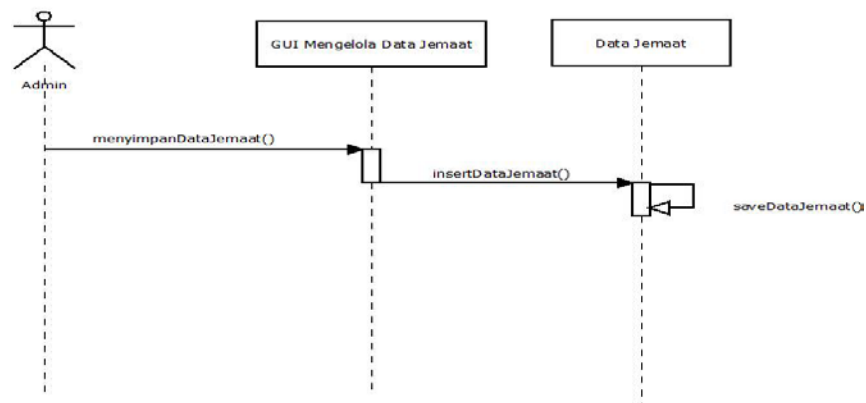 GUI Mengelola Data Jemaat
Data Jemaat
Admin
menyimpanDataJemaat()
insertDataJemaat()
saveDataJemaat()